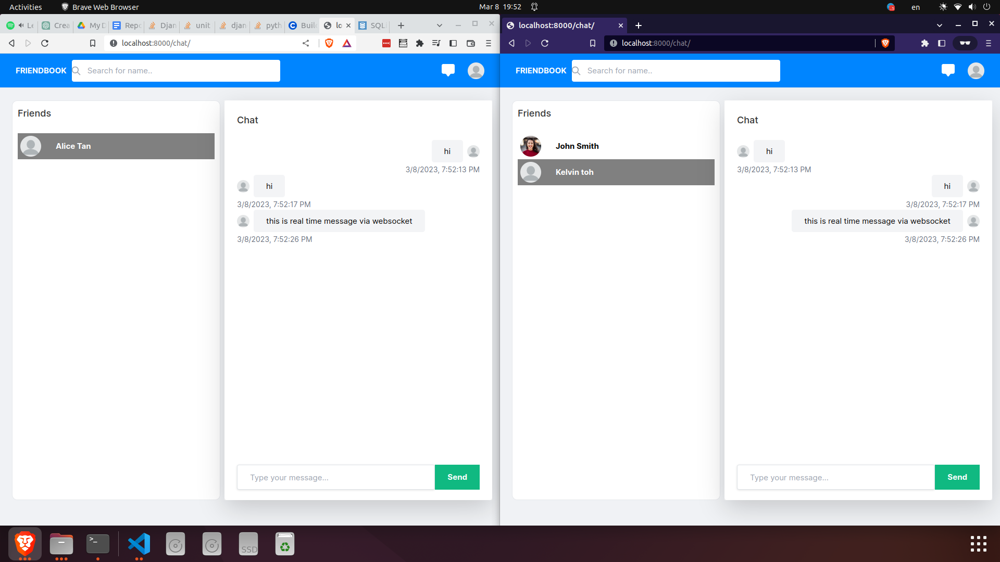 Activities
Brave Web Browser
Mar 8 19:52
en
Le
Crea
My D
Repo
Djan
unit
djan
pyth
Buil
lo
SQLi
localhost:8000/chat/
FRIENDBOOK
Search for name..
Friends
Alice Tan
Chat
hi
3/8/2023, 7:52:13 PM
hi
3/8/2023, 7:52:17 PM
this is real time message via websocket
3/8/2023, 7:52:26 PM
Type your message...
Send
localhost:8000/chat/
localhost:8000/chat/
FRIENDBOOK
Search for name..
Friends
John Smith
Kelvin toh
Chat
hi
3/8/2023, 7:52:13 PM
hi
3/8/2023, 7:52:17 PM
this is real time message via websocket
3/8/2023, 7:52:26 PM
Type your message...
Send
>_
SSD